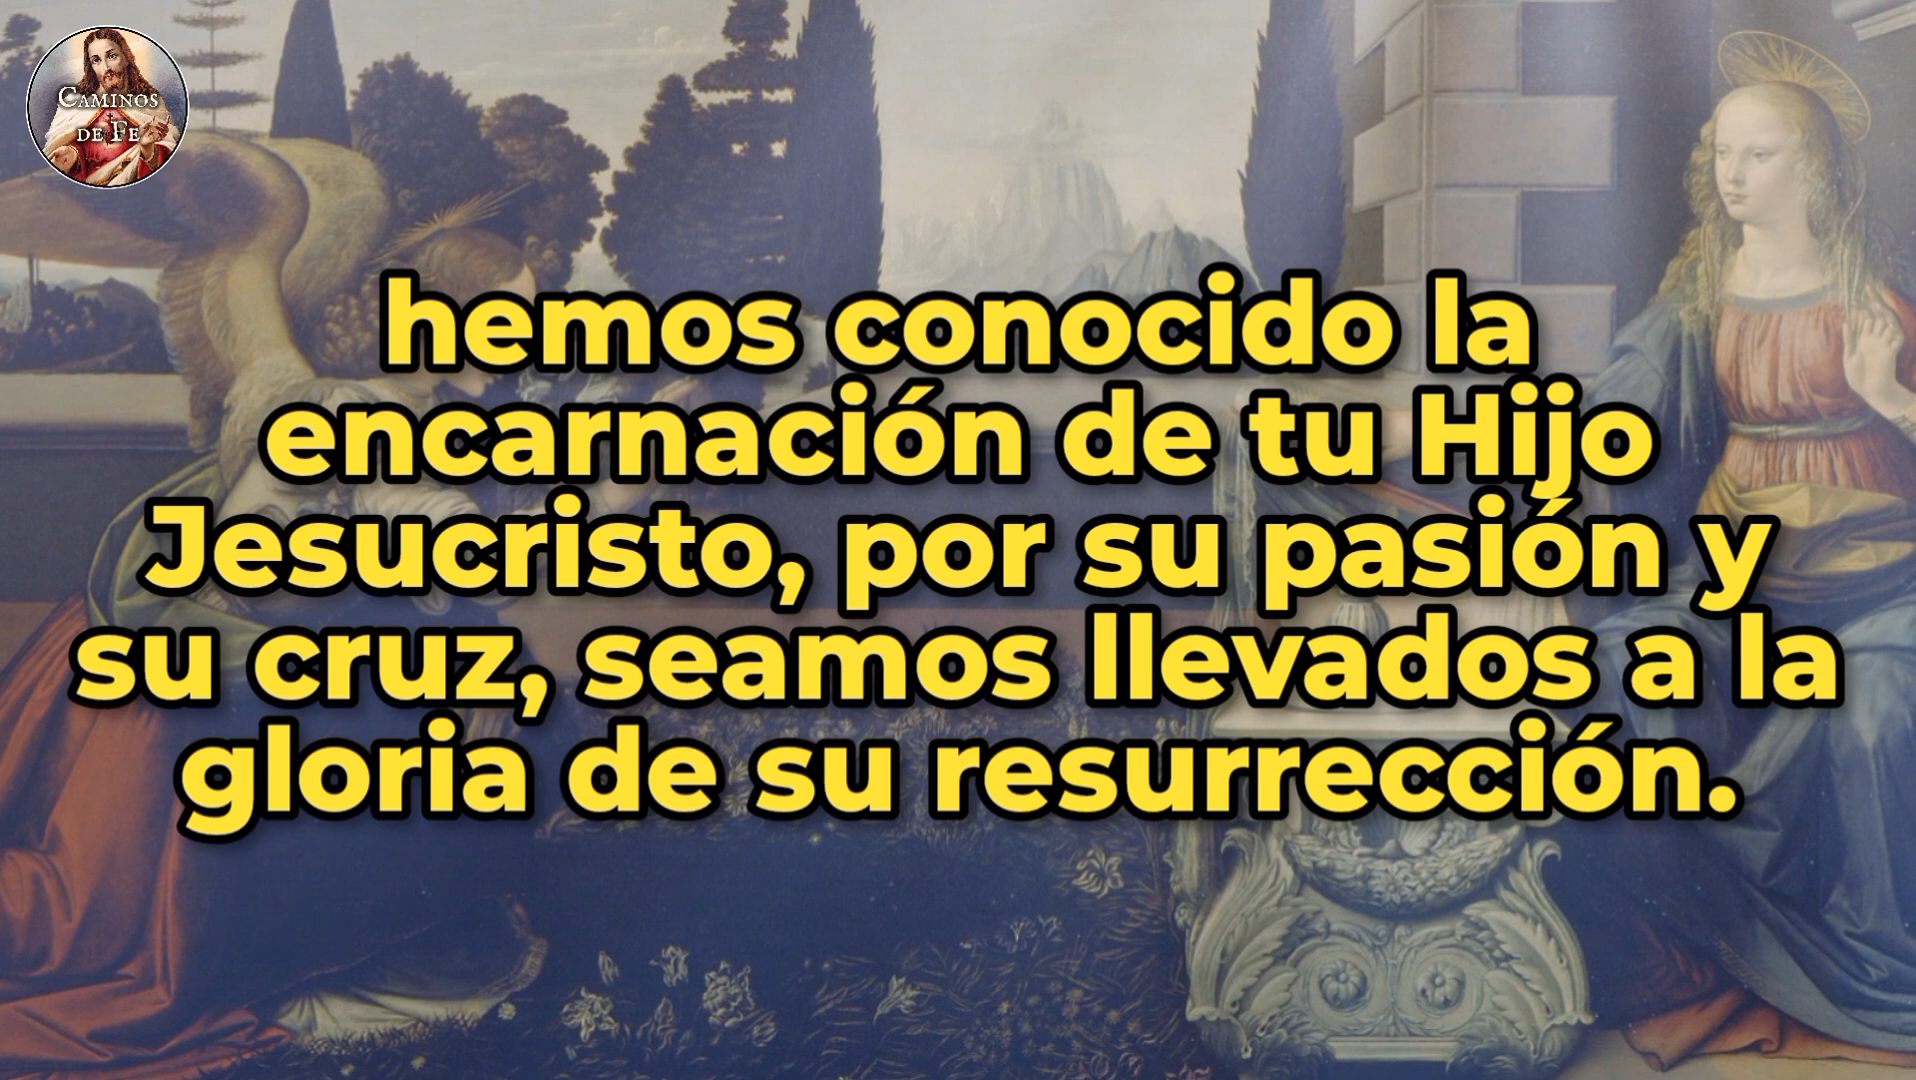 CAMINOS
DE FE
hemos conocido la
encarnación de tu Hijo
Jesucristo, por su pasión y
su cruz, seamos llevados a la
gloria de su resurrección.